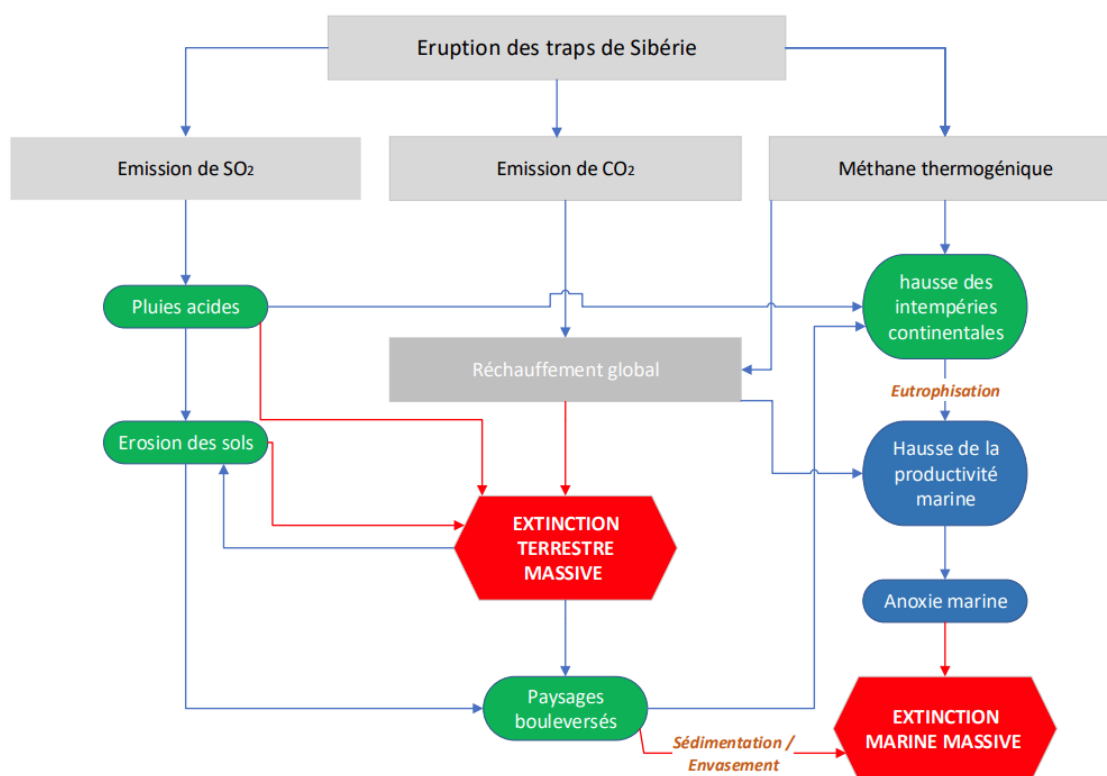 Eruption des traps de Sibérie
Emission de SO₂
Emission de CO₂
Méthane thermogénique
Pluies acides
hausse des
intempéries
continentales
Réchauffement global
Eutrophisation
Erosion des sols
Hausse de la
productivité
marine
EXTINCTION
TERRESTRE
MASSIVE
Anoxie marine
Paysages
bouleversés
Sédimentation /
Envasement
EXTINCTION
MARINE MASSIVE